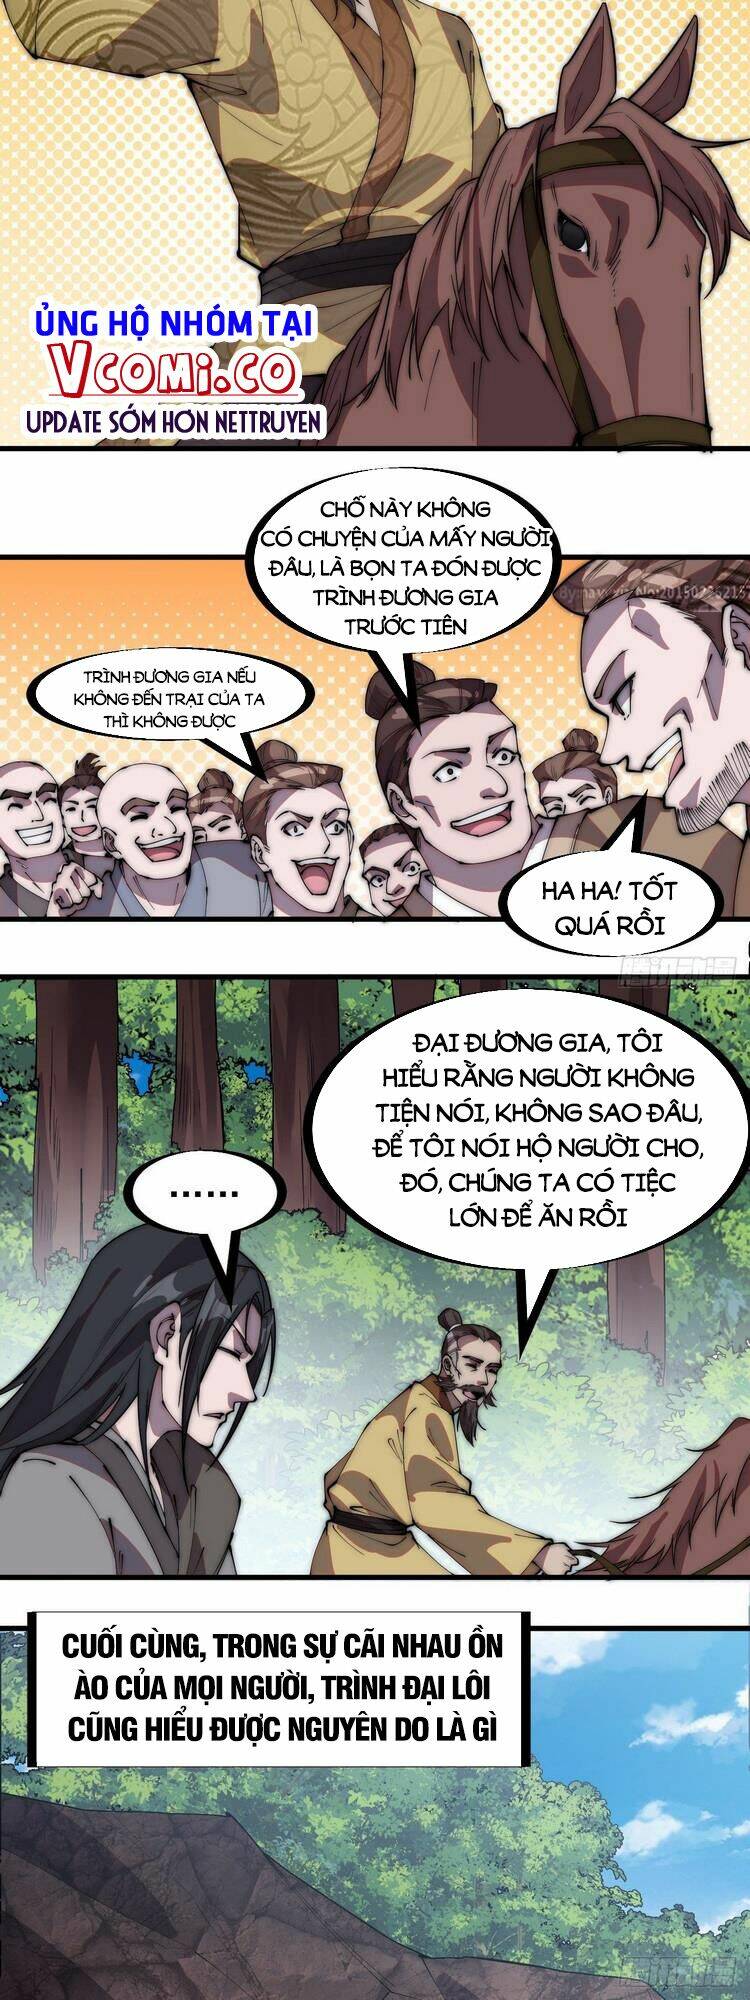 ỦNG HỘ NHÓM TẠI
VCOMI.CO
UPDATE SỚM HƠN NETTRUYEN
CHỖ NÀY KHÔNG
CÓ CHUYỆN CỦA MẤY NGƯỜI
ĐÂU, LÀ BỌN TA ĐÓN ĐƯỢC
TRÌNH ĐƯƠNG GIA
TRƯỚC TIÊN
TRÌNH ĐƯƠNG GIA NẾU
KHÔNG ĐẾN TRẠI CỦA TA
THÌ KHÔNG ĐƯỢC
HA HA! TỐT
QUÁ RỒI
ĐẠI ĐƯƠNG GIA, TÔI
HIỂU RẰNG NGƯỜI KHÔNG
TIỆN NÓI, KHÔNG SAO ĐÂU,
ĐỂ TÔI NÓI HỘ NGƯỜI CHO,
ĐÓ, CHÚNG TA CÓ TIỆC
LỚN ĐỂ ĂN RỒI
......
CUỐI CÙNG, TRONG SỰ CÃI NHAU ỒN
ÀO CỦA MỌI NGƯỜI, TRÌNH ĐẠI LÔI
CŨNG HIỂU ĐƯỢC NGUYÊN DO LÀ GÌ